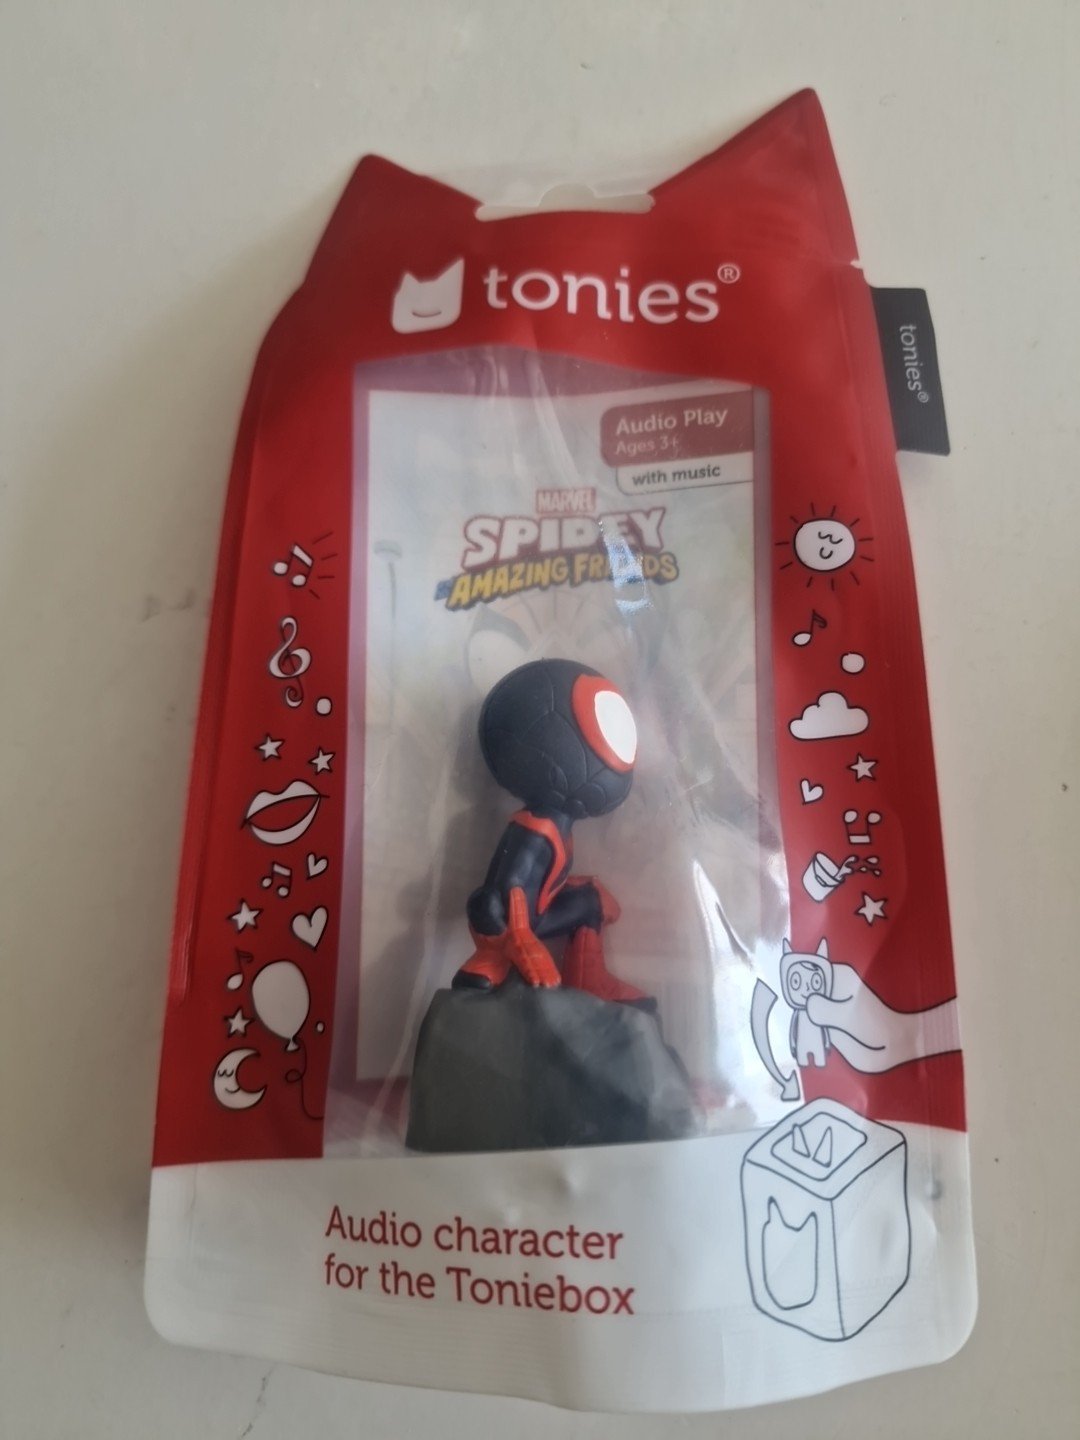 tonies®
tonies®
Audio Play
Ages 3+
with music
MARVEL
SPIDEY
AMAZING FRIENDS
Audio character
for the Toniebox